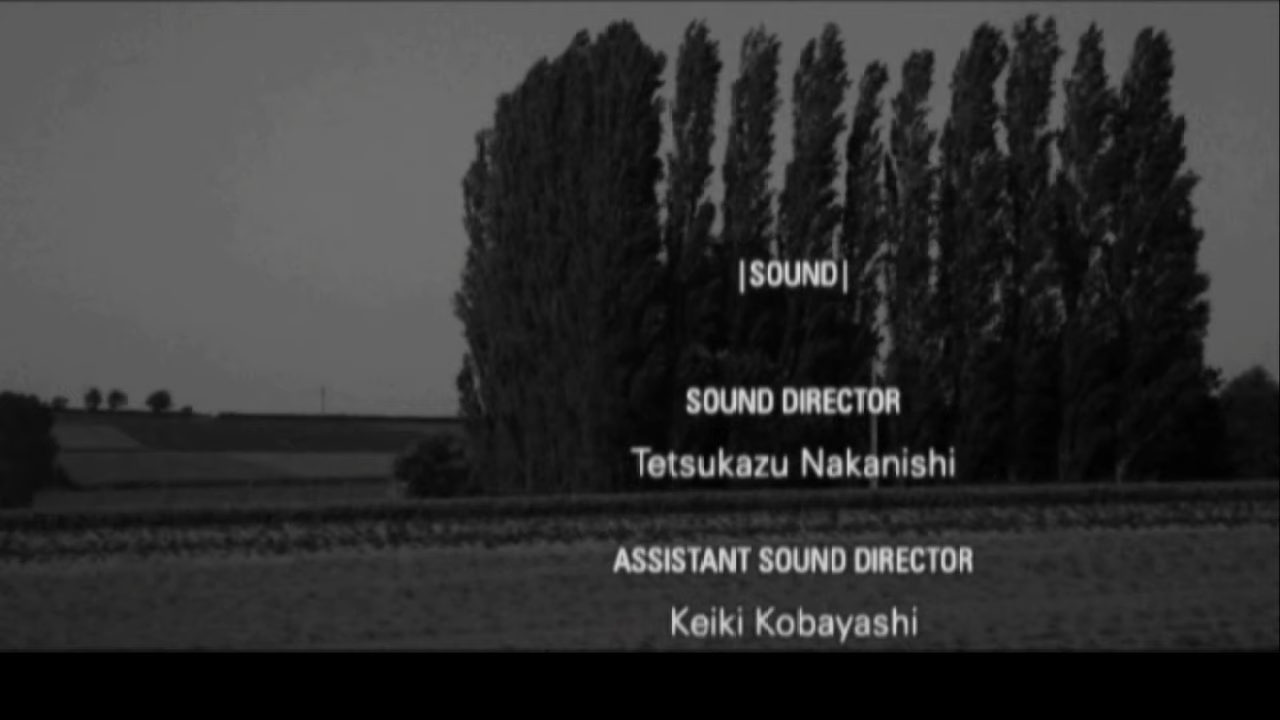 |SOUND|
SOUND DIRECTOR
Tetsukazu Nakanishi
ASSISTANT SOUND DIRECTOR
Keiki Kobayashi